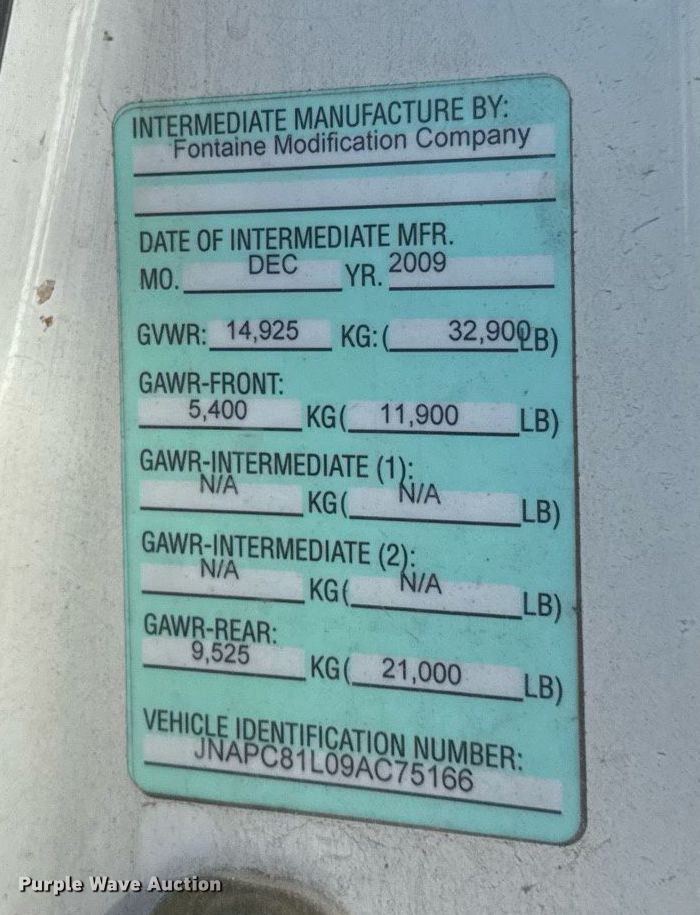 INTERMEDIATE MANUFACTURE BY:
Fontaine Modification Company
DATE OF INTERMEDIATE MFR.
MO. DEC YR. 2009
GVWR: 14,925 KG: ( 32,900 LB)
GAWR-FRONT:
5,400 KG( 11,900 LB)
GAWR-INTERMEDIATE (1):
N/A KG( N/A LB)
GAWR-INTERMEDIATE (2):
N/A KG( N/A LB)
GAWR-REAR:
9,525 KG( 21,000 LB)
VEHICLE IDENTIFICATION NUMBER:
JNAPC81L09AC75166
Purple Wave Auction